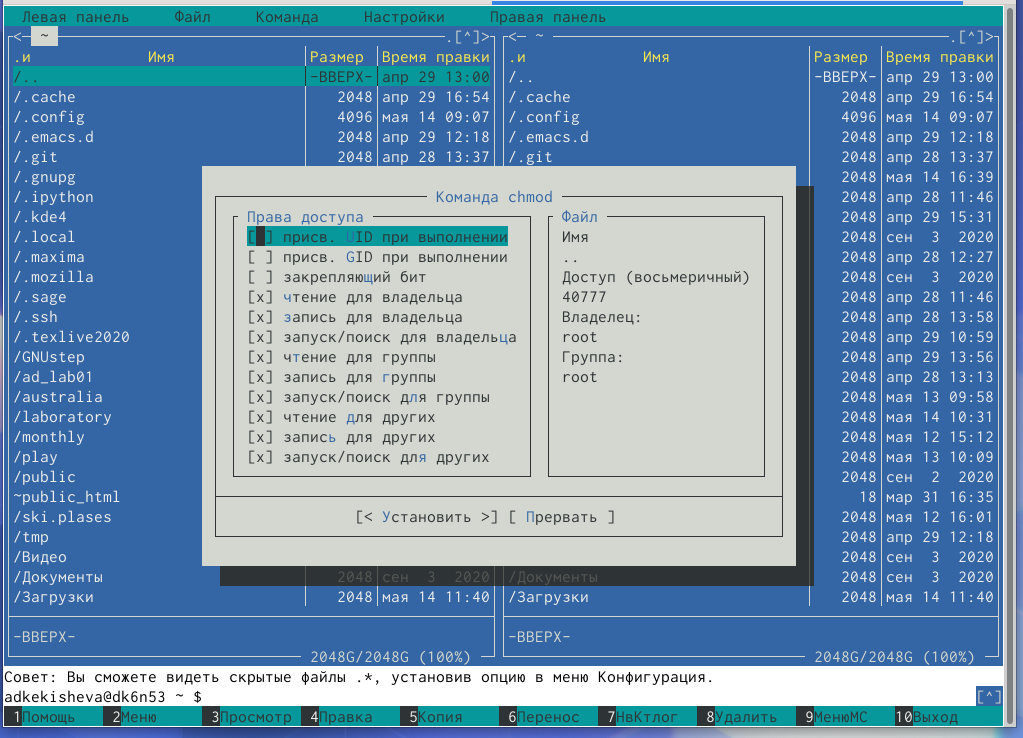 Левая панель Файл Команда Настройки Правая панель
<─ ~ .[^]> <─ ~ .[^]>
.и Имя Размер Время правки .и Имя Размер Время правки
/.. -ВВЕРХ- апр 29 13:00 /.. -ВВЕРХ- апр 29 13:00
/.cache 2048 апр 29 16:54 /.cache 2048 апр 29 16:54
/.config 4096 мая 14 09:07 /.config 4096 мая 14 09:07
/.emacs.d 2048 апр 29 12:18 /.emacs.d 2048 апр 29 12:18
/.git 2048 апр 28 13:37 /.git 2048 апр 28 13:37
/.gnupg 2048 мая 14 16:39
/.ipython Команда chmod 2048 апр 28 11:46
/.kde4 Права доступа Файл 2048 апр 29 15:31
/.local [ ] присв. UID при выполнении Имя 2048 сен 3 2020
/.maxima [ ] присв. GID при выполнении .. 2048 апр 28 12:27
/.mozilla [ ] закрепляющий бит Доступ (восьмеричный) 2048 сен 3 2020
/.sage [x] чтение для владельца 40777 2048 апр 28 11:46
/.ssh [x] запись для владельца Владелец: 2048 апр 28 13:58
/.texlive2020 [x] запуск/поиск для владельца root 2048 апр 29 10:59
/GNUstep [x] чтение для группы Группа: 2048 апр 29 13:56
/ad_lab01 [x] запись для группы root 2048 апр 28 13:13
/australia [x] запуск/поиск для группы 2048 мая 13 09:58
/laboratory [x] чтение для других 2048 мая 14 10:31
/monthly [x] запись для других 2048 мая 12 15:12
/play [x] запуск/поиск для других 2048 мая 13 10:09
/public 2048 сен 2 2020
~public_html 18 мар 31 16:35
/ski.plases [< Установить >] [ Прервать ] 2048 мая 12 16:01
/tmp 2048 апр 29 12:18
/Видео 2048 сен 3 2020
/Документы 2048 сен 3 2020 /Документы 2048 сен 3 2020
/Загрузки 2048 мая 14 11:40 /Загрузки 2048 мая 14 11:40
-ВВЕРХ- -ВВЕРХ-
2048G/2048G (100%) 2048G/2048G (100%)
Совет: Вы сможете видеть скрытые файлы .*, установив опцию в меню Конфигурация.
adkekisheva@dk6n53 ~ $ [^]
1Помощь 2Меню 3Просмотр 4Правка 5Копия 6Перенос 7НвКтлог 8Удалить 9МенюМС 10Выход